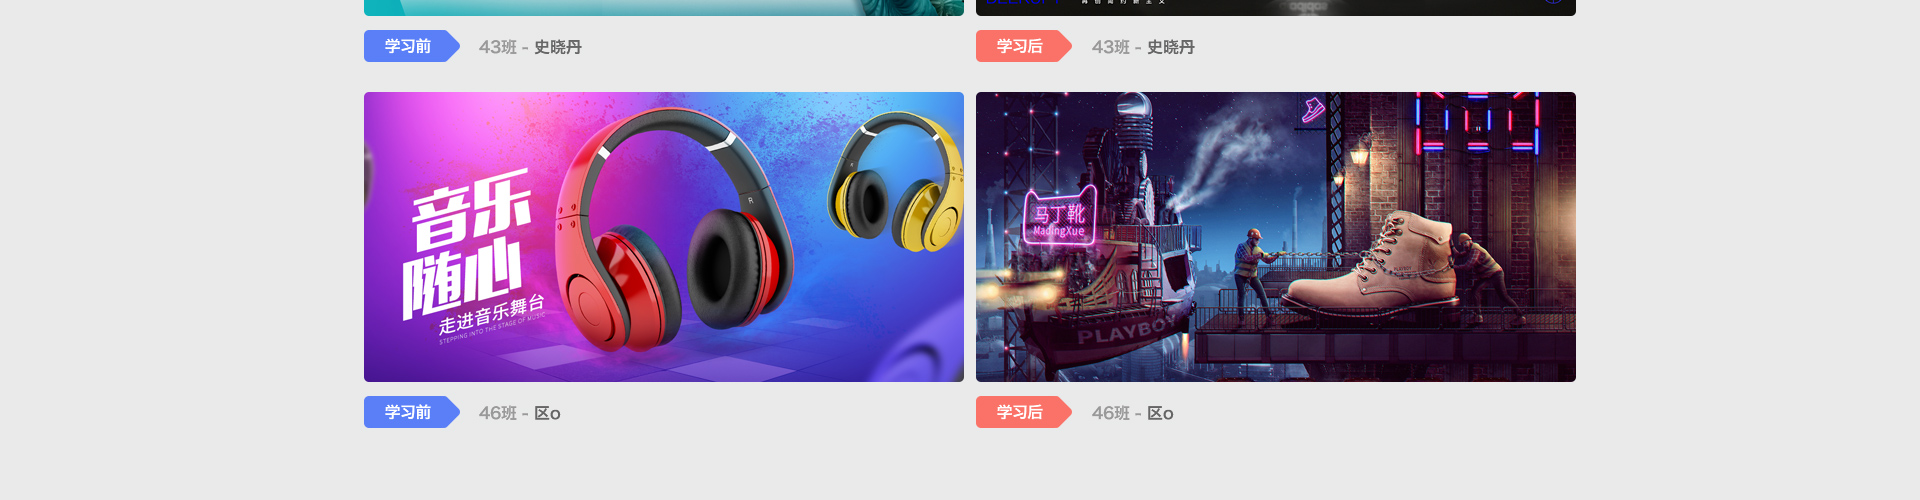 学习前
43班 - 史晓丹
学习后
43班 - 史晓丹
音乐
随心
走进音乐舞台
STEPPING INTO THE STAGE OF MUSIC
R
马丁靴
MadingXue
PLAYBOY
PLAYBOY
学习前
46班 - 区o
学习后
46班 - 区o